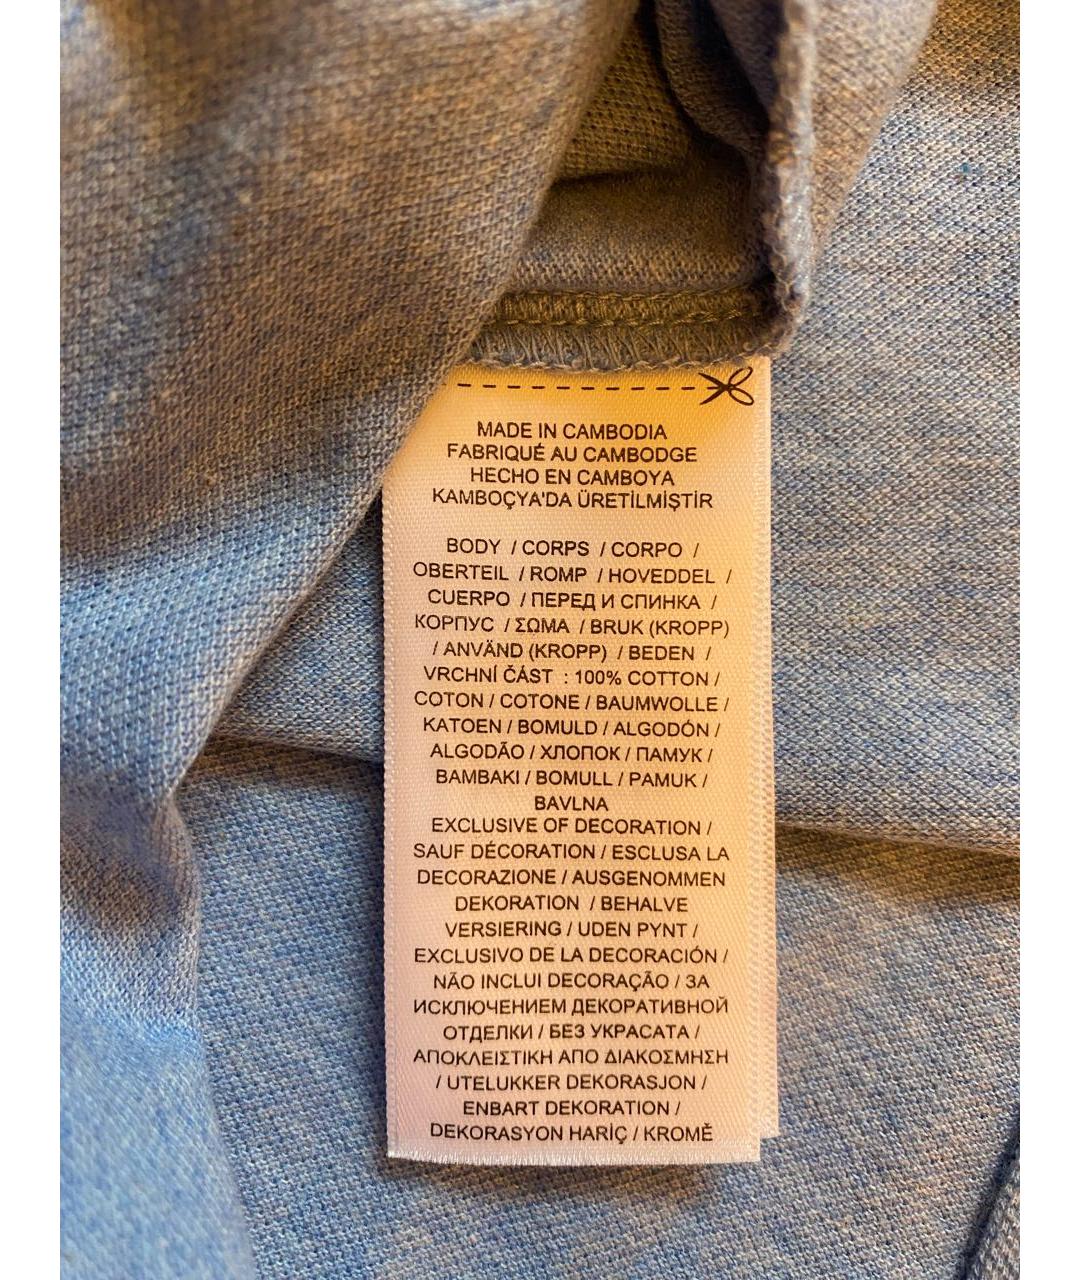 MADE IN CAMBODIA
FABRIQUÉ AU CAMBODGE
HECHO EN CAMBOYA
KAMBOÇYA'DA ÜRETİLMİŞTİR
BODY / CORPS / CORPO /
OBERTEIL / ROMP / HOVEDDEL /
CUERPO / ПЕРЕД И СПИНКА /
КОРПУС / ΣΩΜΑ / BRUK (KROPP)
/ ANVÄND (KROPP) / BEDEN /
VRCHNÍ ČÁST : 100% COTTON /
COTON / COTONE / BAUMWOLLE /
KATOEN / BOMULD / ALGODÓN /
ALGODÃO / ХЛОПОК / ПАМУК /
BAMBAKI / BOMULL / PAMUK /
BAVLNA
EXCLUSIVE OF DECORATION /
SAUF DÉCORATION / ESCLUSA LA
DECORAZIONE / AUSGENOMMEN
DEKORATION / BEHALVE
VERSIERING / UDEN PYNT /
EXCLUSIVO DE LA DECORACIÓN /
NÃO INCLUI DECORAÇÃO / ЗА
ИСКЛЮЧЕНИЕМ ДЕКОРАТИВНОЙ
ОТДЕЛКИ / БЕЗ УКРАСАТА /
ΑΠΟΚΛΕΙΣΤΙΚΗ ΑΠΟ ΔΙΑΚΟΣΜΗΣΗ
/ UTELUKKER DEKORASJON /
ENBART DEKORATION /
DEKORASYON HARİÇ / KROMĚ